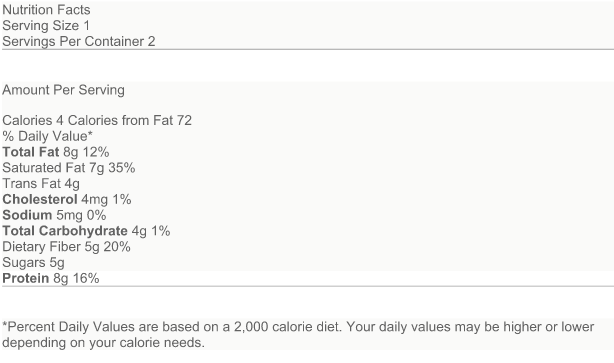 Nutrition Facts
Serving Size 1
Servings Per Container 2
Amount Per Serving
Calories 4 Calories from Fat 72
% Daily Value*
Total Fat 8g 12%
Saturated Fat 7g 35%
Trans Fat 4g
Cholesterol 4mg 1%
Sodium 5mg 0%
Total Carbohydrate 4g 1%
Dietary Fiber 5g 20%
Sugars 5g
Protein 8g 16%
*Percent Daily Values are based on a 2,000 calorie diet. Your daily values may be higher or lower
depending on your calorie needs.